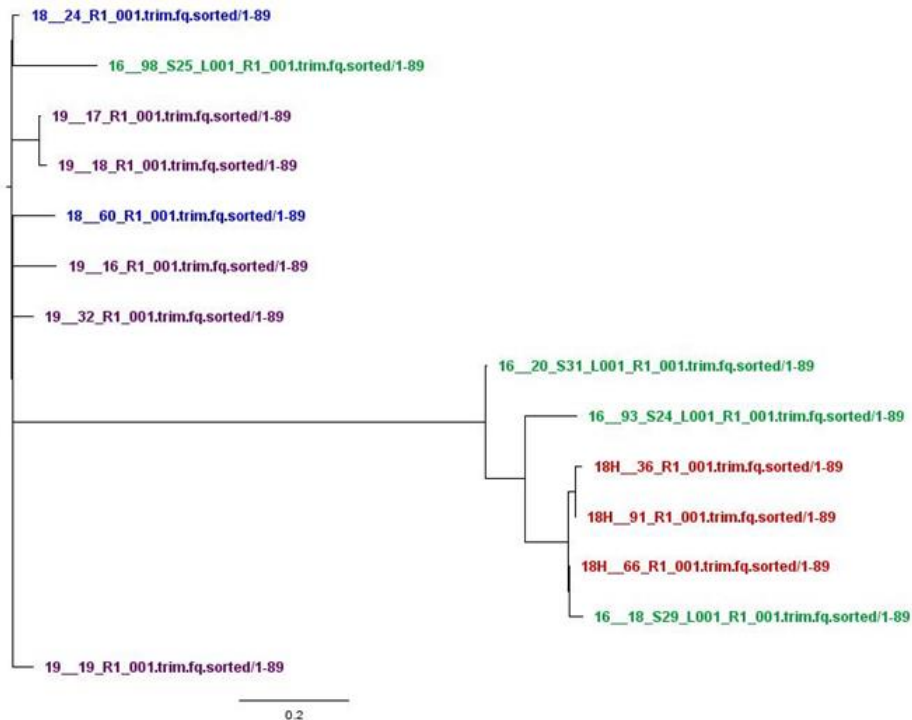 18__24_R1_001.trim.fq.sorted/1-89
16__98_S25_L001_R1_001.trim.fq.sorted/1-89
19__17_R1_001.trim.fq.sorted/1-89
19__18_R1_001.trim.fq.sorted/1-89
18__60_R1_001.trim.fq.sorted/1-89
19__16_R1_001.trim.fq.sorted/1-89
19__32_R1_001.trim.fq.sorted/1-89
16__20_S31_L001_R1_001.trim.fq.sorted/1-89
16__93_S24_L001_R1_001.trim.fq.sorted/1-89
18H__36_R1_001.trim.fq.sorted/1-89
18H__91_R1_001.trim.fq.sorted/1-89
18H__66_R1_001.trim.fq.sorted/1-89
16__18_S29_L001_R1_001.trim.fq.sorted/1-89
19__19_R1_001.trim.fq.sorted/1-89
0.2